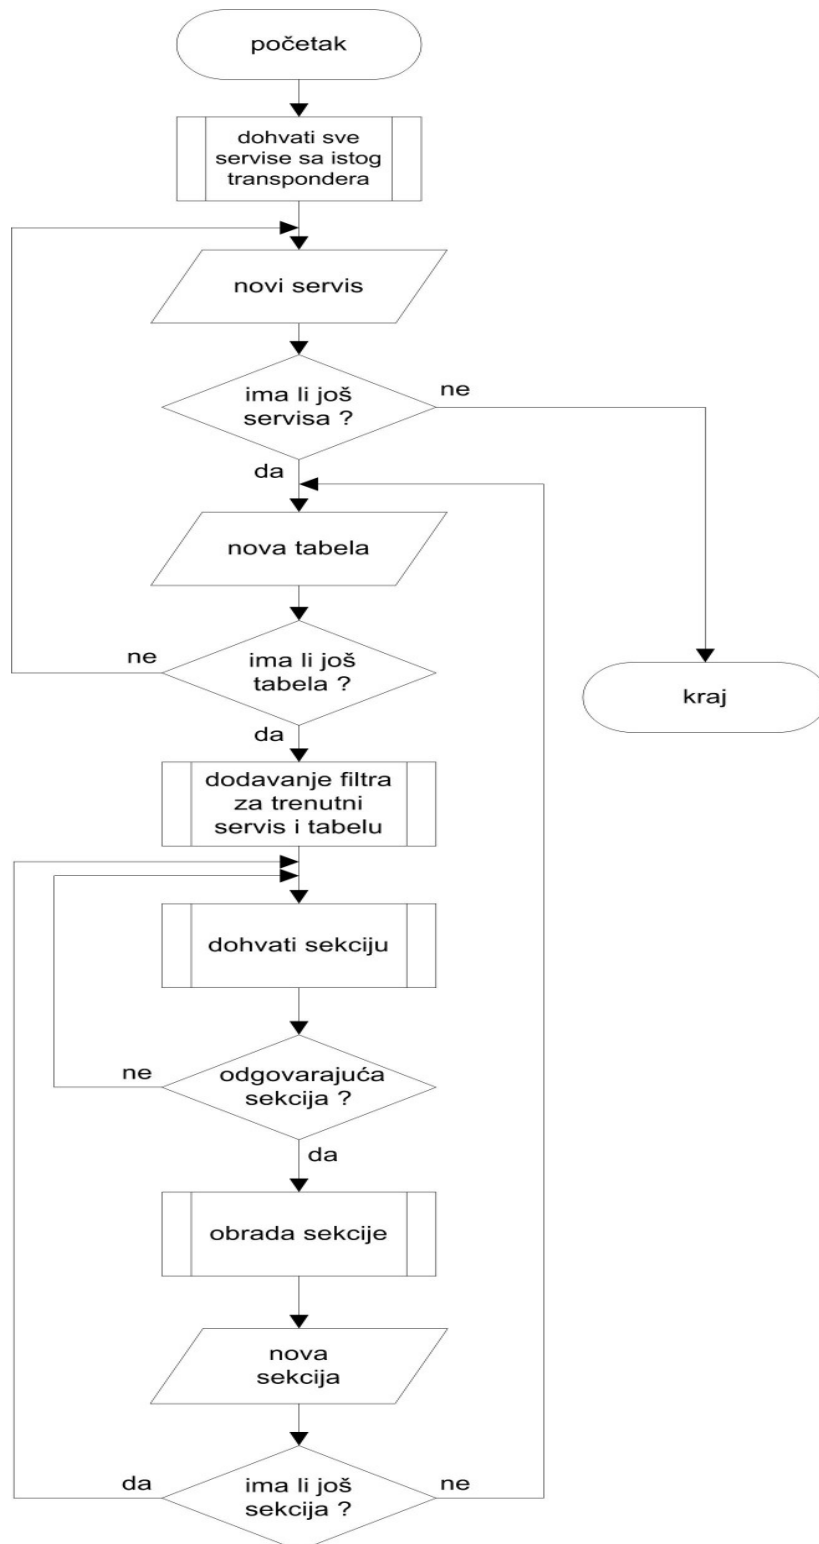 početak
dohvati sve
servise sa istog
transpondera
novi servis
ima li još
servisa ?
ne
da
nova tabela
ne
ima li još
tabela ?
kraj
da
dodavanje filtra
za trenutni
servis i tabelu
dohvati sekciju
ne
odgovarajuća
sekcija ?
da
obrada sekcije
nova
sekcija
da
ima li još
sekcija ?
ne